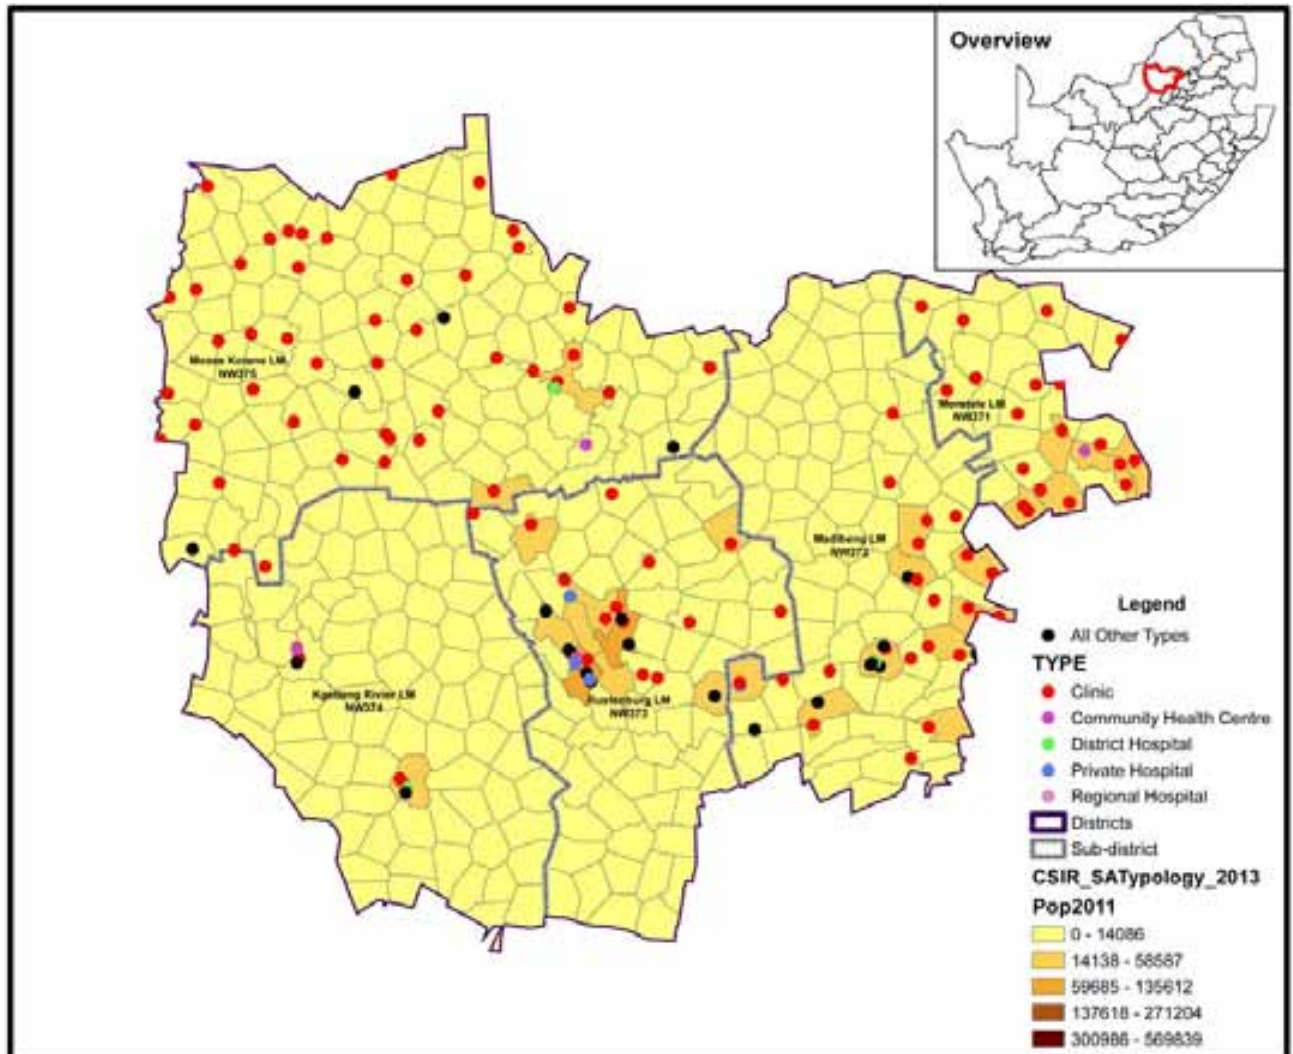 Overview
Moses Kotane LM
NW375
Moretele LM
NW371
Madibeng LM
NW372
Kgetleng Rivier LM
NW374
Rustenburg LM
NW373
Legend
All Other Types
TYPE
Clinic
Community Health Centre
District Hospital
Private Hospital
Regional Hospital
Districts
Sub-district
CSIR_SATypology_2013
Pop2011
0 - 14086
14138 - 58587
59685 - 135612
137618 - 271204
300986 - 569839